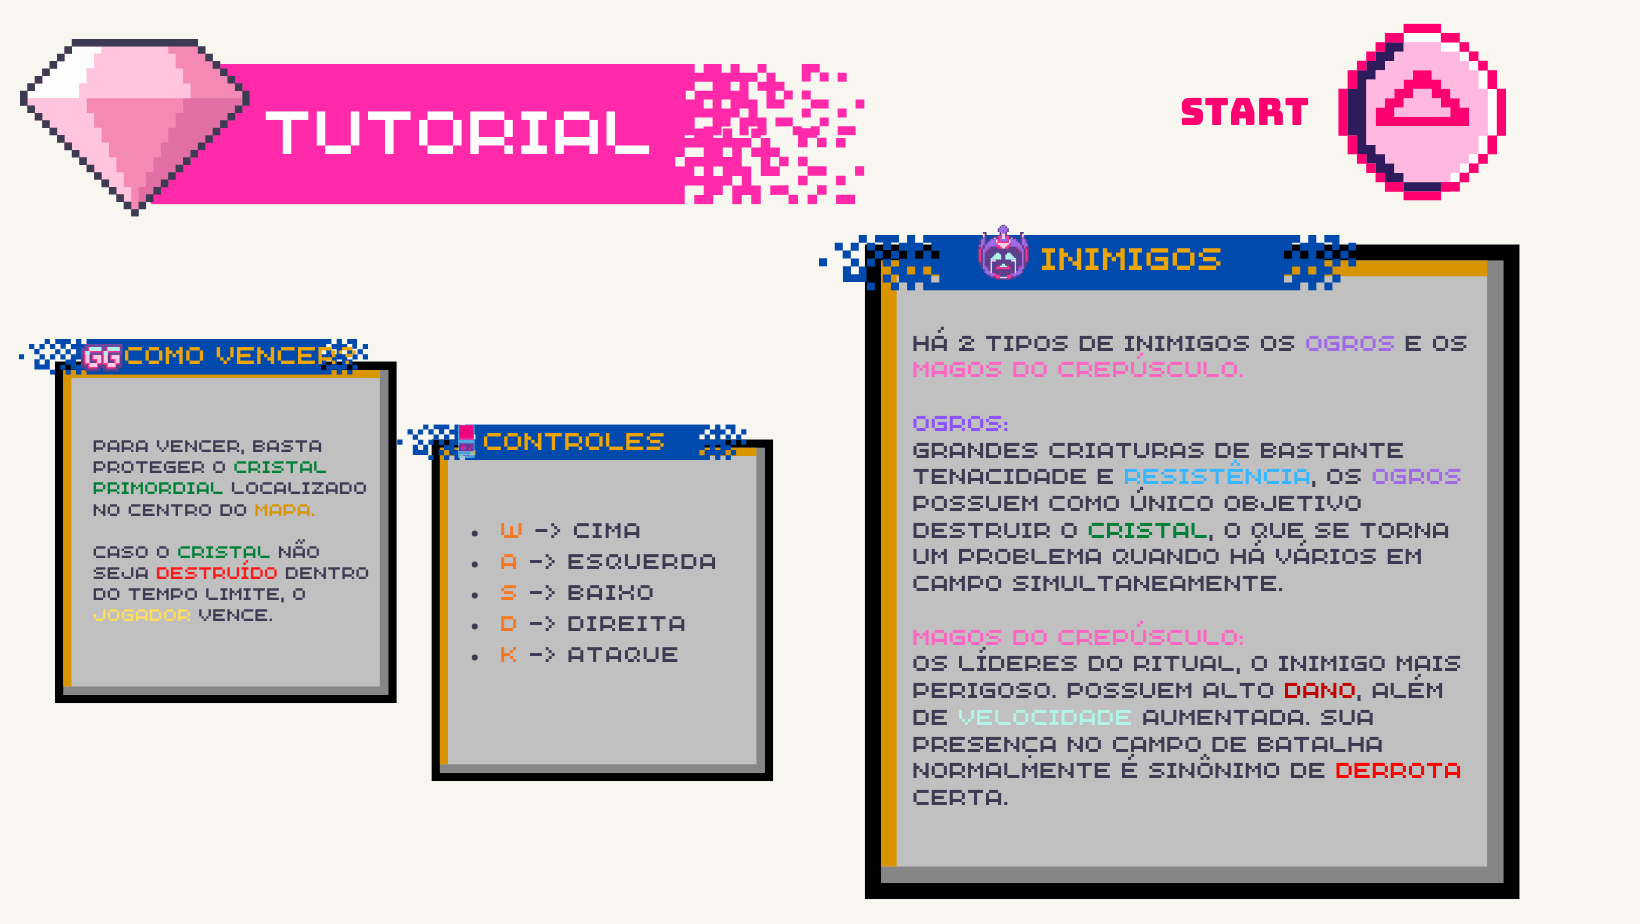 TUTORIAL
START
GG COMO VENCER?
PARA VENCER, BASTA
PROTEGER O CRISTAL
PRIMORDIAL LOCALIZADO
NO CENTRO DO MAPA.
CASO O CRISTAL NÃO
SEJA DESTRUÍDO DENTRO
DO TEMPO LIMITE, O
JOGADOR VENCE.
CONTROLES
• W -> CIMA
• A -> ESQUERDA
• S -> BAIXO
• D -> DIREITA
• K -> ATAQUE
INIMIGOS
HÁ 2 TIPOS DE INIMIGOS OS OGROS E OS
MAGOS DO CREPÚSCULO.
OGROS:
GRANDES CRIATURAS DE BASTANTE
TENACIDADE E RESISTÊNCIA, OS OGROS
POSSUEM COMO ÚNICO OBJETIVO
DESTRUIR O CRISTAL, O QUE SE TORNA
UM PROBLEMA QUANDO HÁ VÁRIOS EM
CAMPO SIMULTANEAMENTE.
MAGOS DO CREPÚSCULO:
OS LÍDERES DO RITUAL, O INIMIGO MAIS
PERIGOSO. POSSUEM ALTO DANO, ALÉM
DE VELOCIDADE AUMENTADA. SUA
PRESENÇA NO CAMPO DE BATALHA
NORMALMENTE É SINÔNIMO DE DERROTA
CERTA.